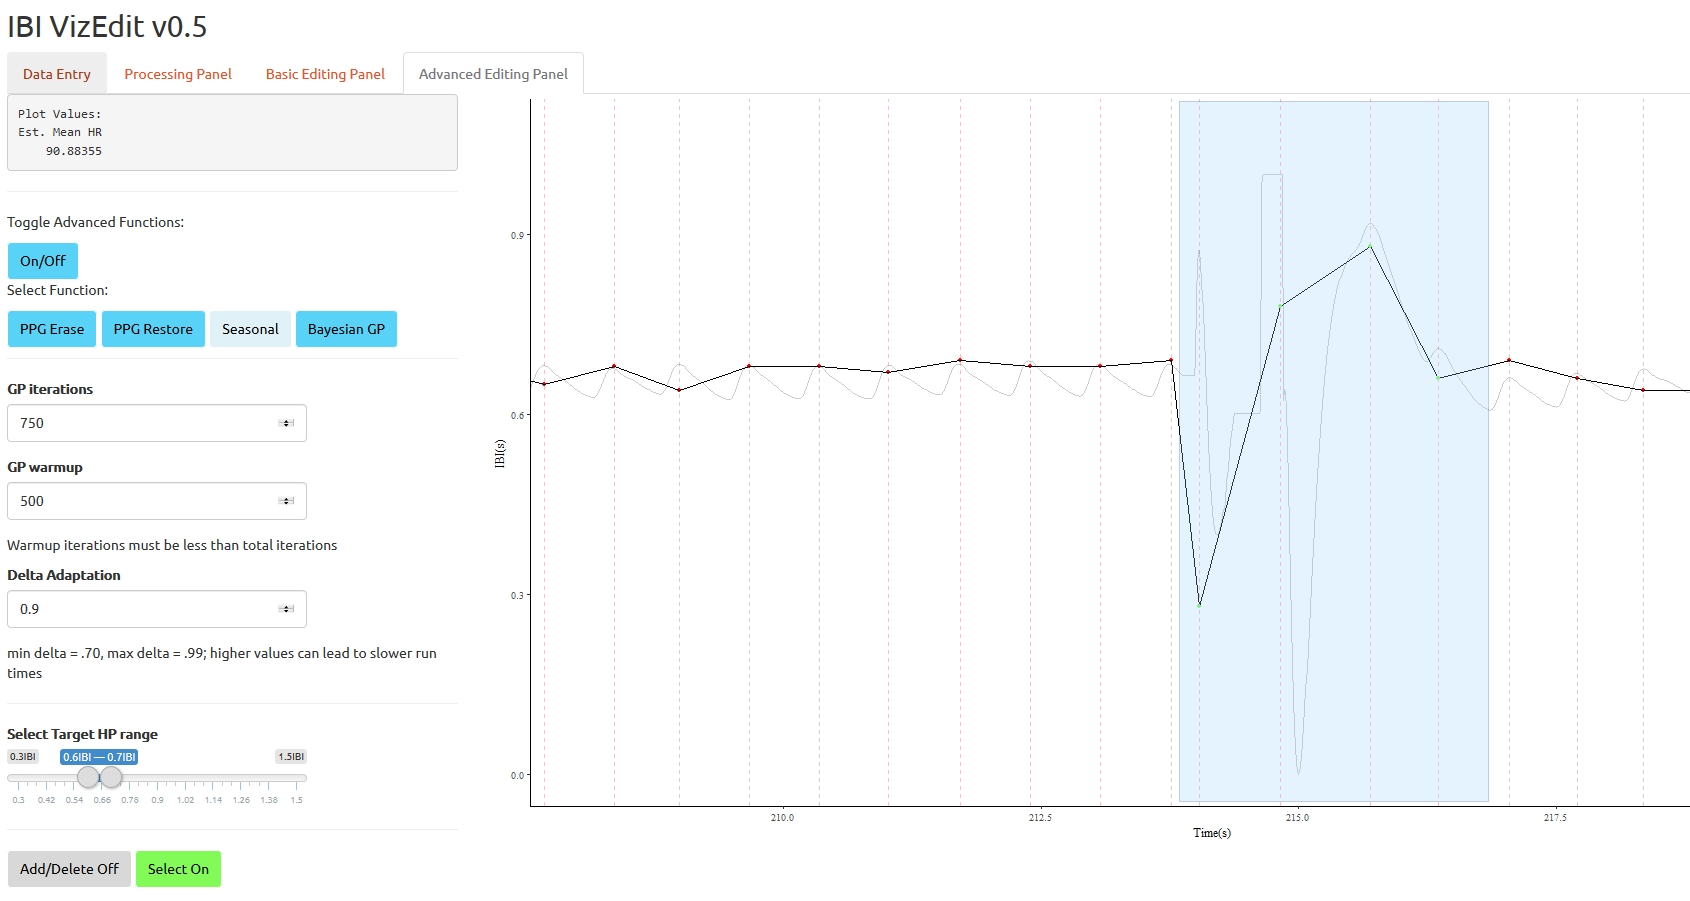 IBI VizEdit v0.5
Data Entry Processing Panel Basic Editing Panel Advanced Editing Panel
Plot Values:
Est. Mean HR
90.88355
Toggle Advanced Functions:
On/Off
Select Function:
PPG Erase PPG Restore Seasonal Bayesian GP
GP iterations
750
GP warmup
500
Warmup iterations must be less than total iterations
Delta Adaptation
0.9
min delta = .70, max delta = .99; higher values can lead to slower run
times
Select Target HP range
0.3IBI 0.6IBI — 0.7IBI 1.5IBI
0.3 0.42 0.54 0.66 0.78 0.9 1.02 1.14 1.26 1.38 1.5
Add/Delete Off Select On
IBI(s)
0.9
0.6
0.3
0.0
210.0 212.5 215.0 217.5
Time(s)